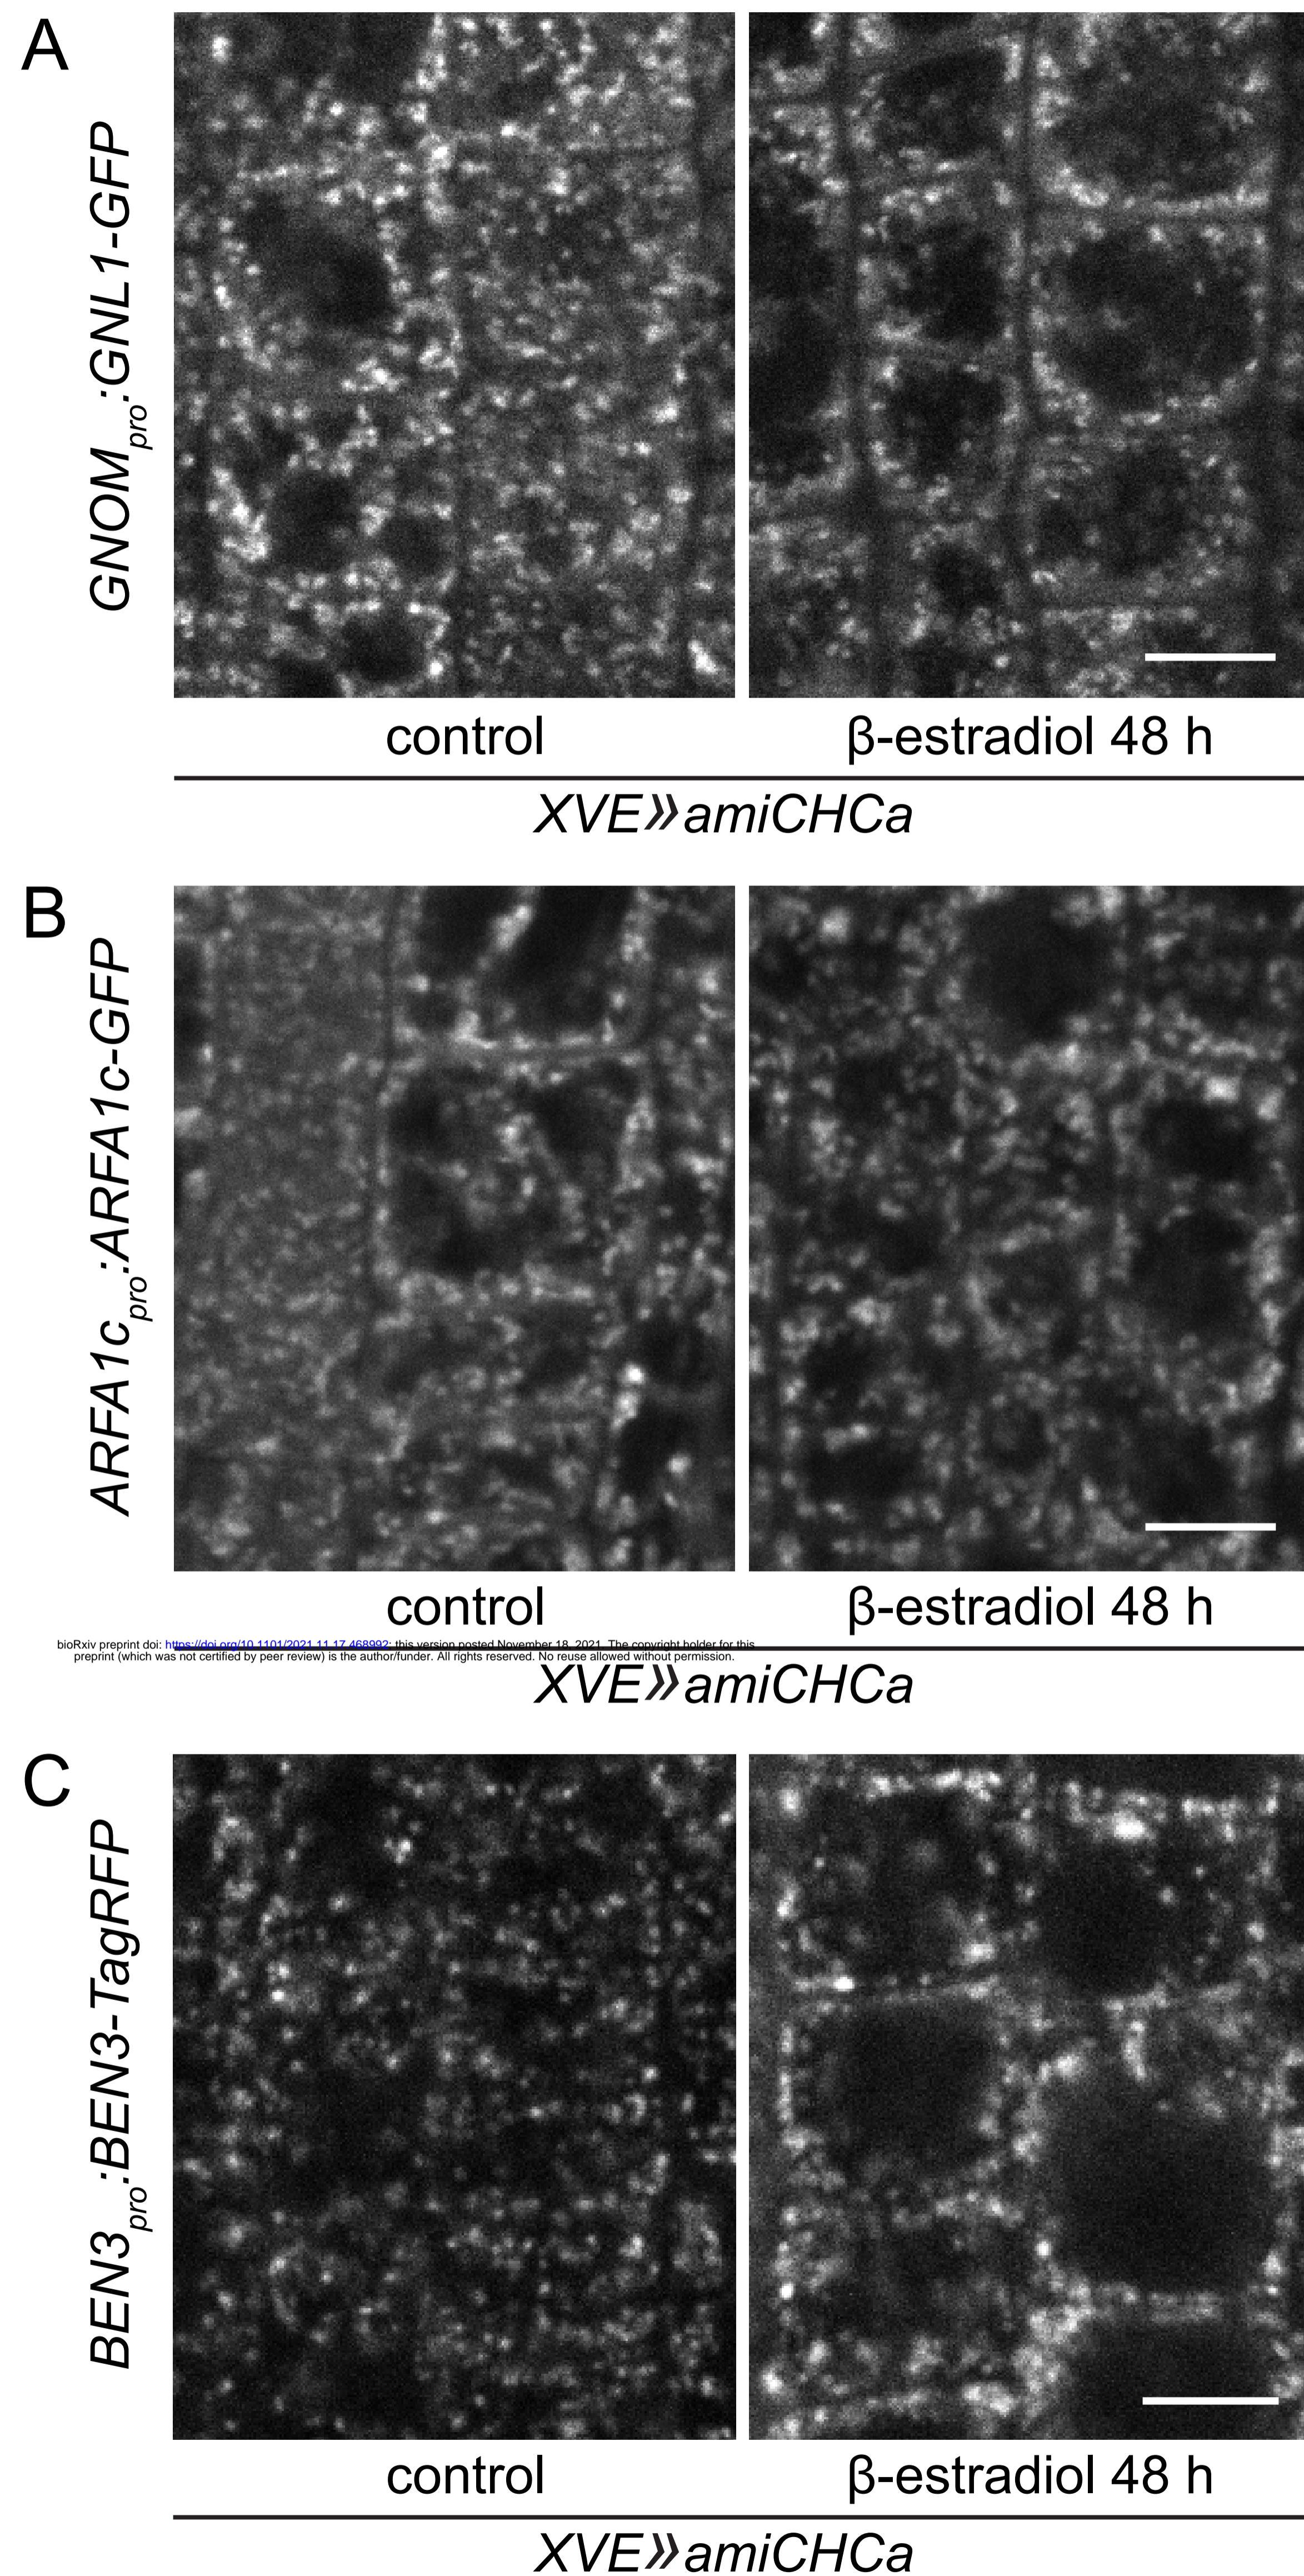 A
GNOMpro:GNL1-GFP
control β-estradiol 48 h
XVE»amiCHCa
B
ARFA1cpro:ARFA1c-GFP
control β-estradiol 48 h
bioRxiv preprint doi: https://doi.org/10.1101/2021.11.17.468992; this version posted November 18, 2021. The copyright holder for this
preprint (which was not certified by peer review) is the author/funder. All rights reserved. No reuse allowed without permission.
XVE»amiCHCa
C
BEN3pro:BEN3-TagRFP
control β-estradiol 48 h
XVE»amiCHCa